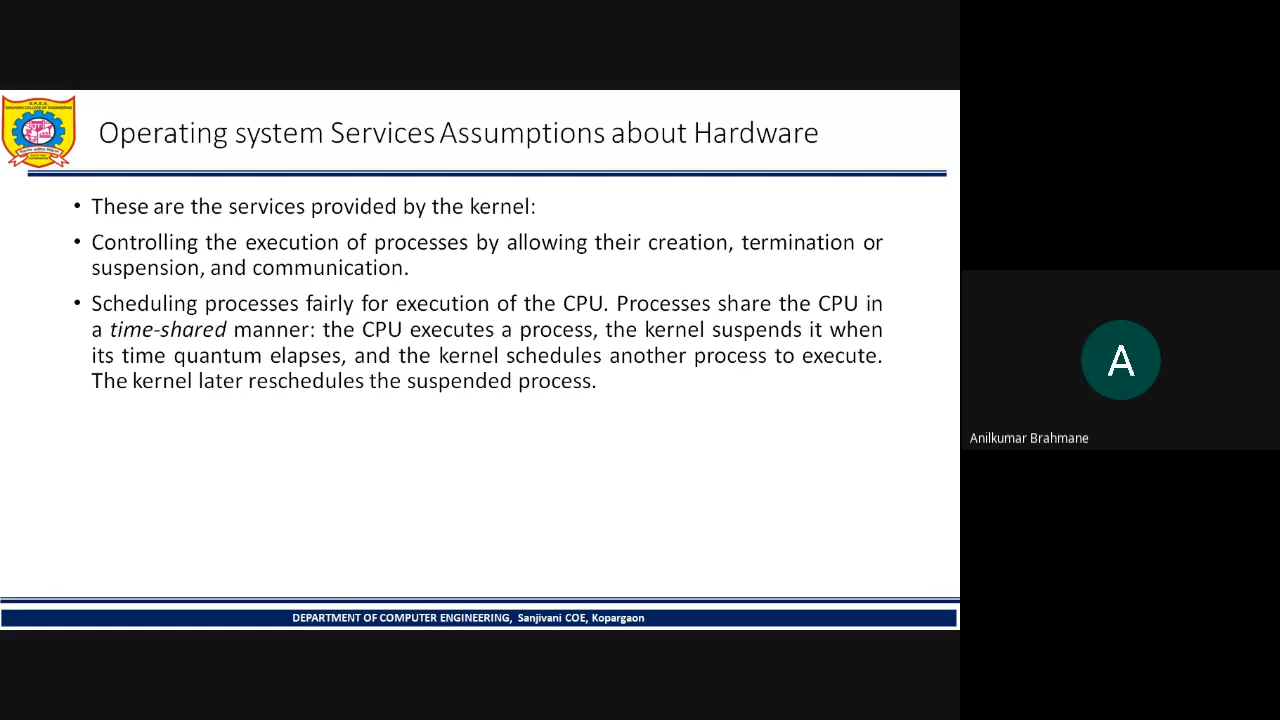 Operating system Services Assumptions about Hardware
• These are the services provided by the kernel:
• Controlling the execution of processes by allowing their creation, termination or
suspension, and communication.
• Scheduling processes fairly for execution of the CPU. Processes share the CPU in
a time-shared manner: the CPU executes a process, the kernel suspends it when
its time quantum elapses, and the kernel schedules another process to execute.
The kernel later reschedules the suspended process.
DEPARTMENT OF COMPUTER ENGINEERING, Sanjivani COE, Kopargaon
A
Anilkumar Brahmane